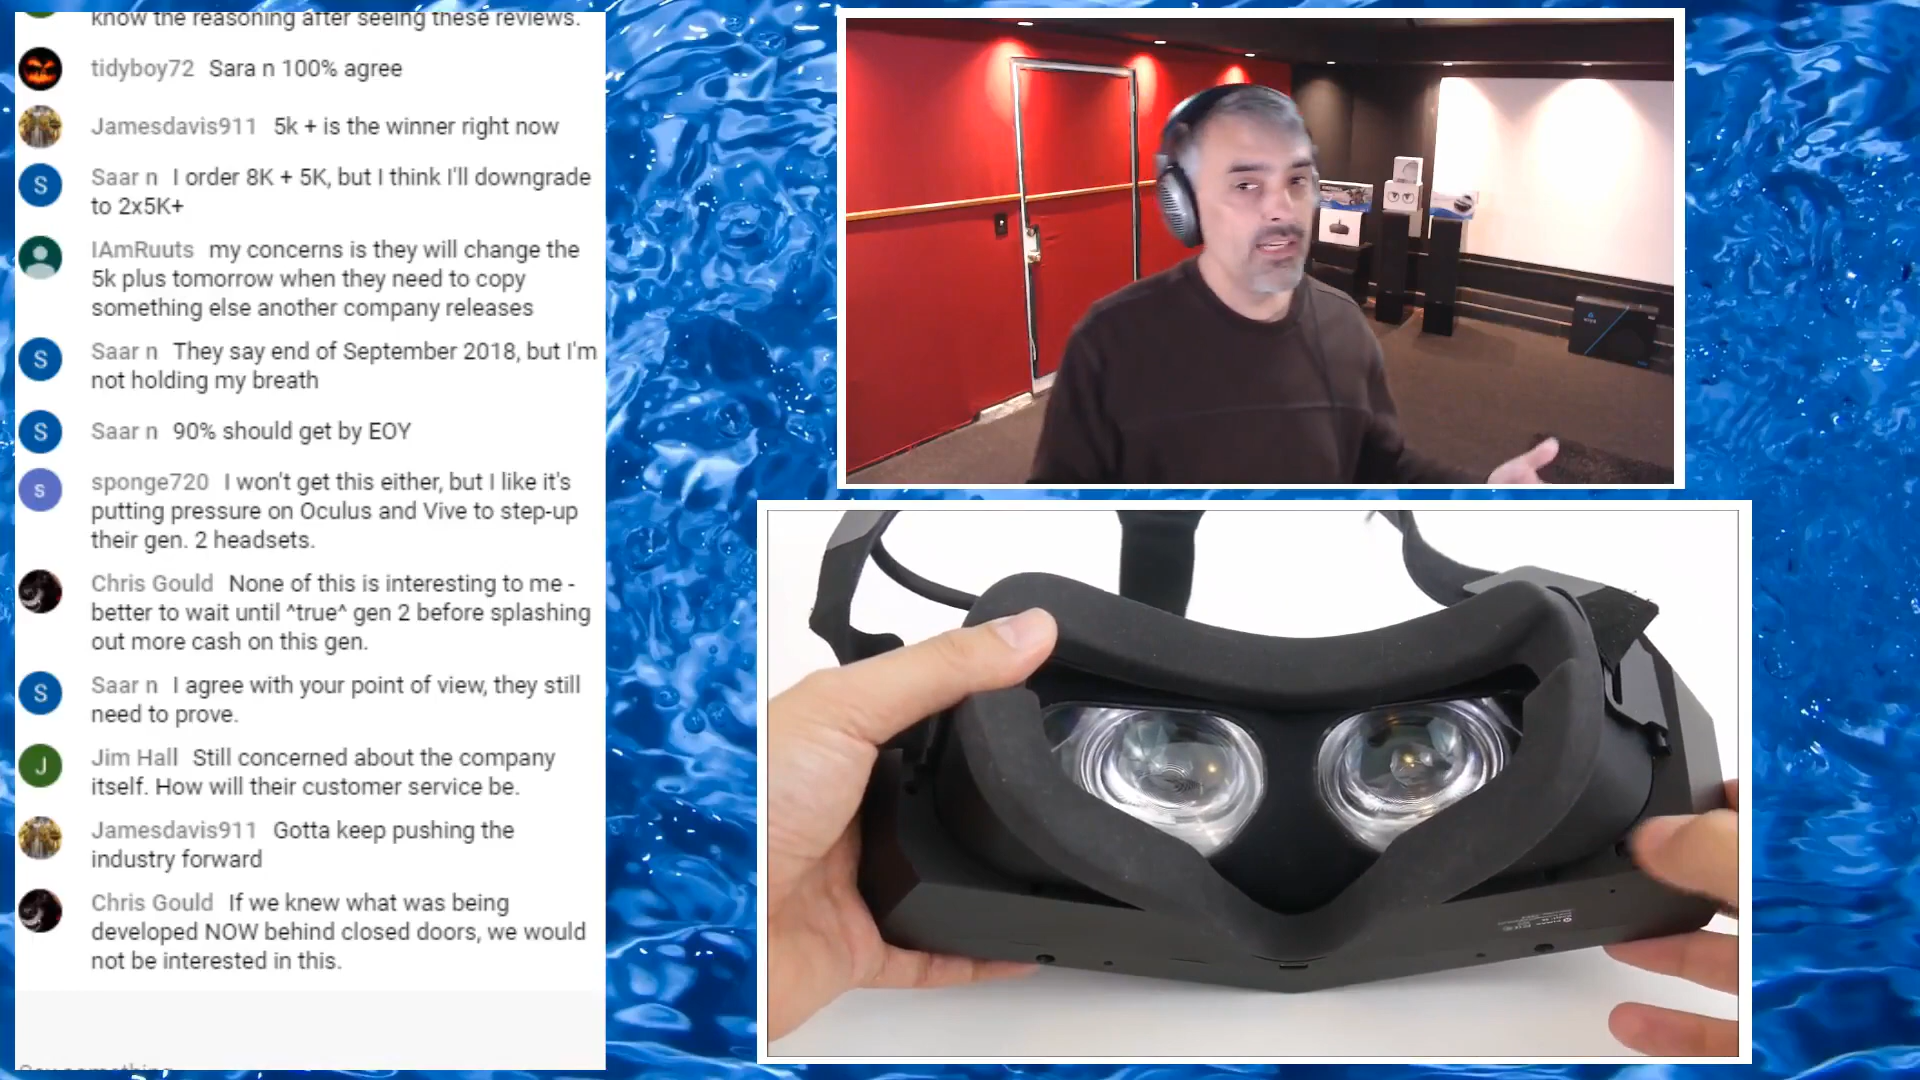 know the reasoning after seeing these reviews.
tidyboy72 Sara n 100% agree
Jamesdavis911 5k + is the winner right now
Saar n I order 8K + 5K, but I think I'll downgrade
to 2x5K+
IAmRuuts my concerns is they will change the
5k plus tomorrow when they need to copy
something else another company releases
Saar n They say end of September 2018, but I'm
not holding my breath
Saar n 90% should get by EOY
sponge720 I won't get this either, but I like it's
putting pressure on Oculus and Vive to step-up
their gen. 2 headsets.
Chris Gould None of this is interesting to me -
better to wait until ^true^ gen 2 before splashing
out more cash on this gen.
Saar n I agree with your point of view, they still
need to prove.
Jim Hall Still concerned about the company
itself. How will their customer service be.
Jamesdavis911 Gotta keep pushing the
industry forward
Chris Gould If we knew what was being
developed NOW behind closed doors, we would
not be interested in this.